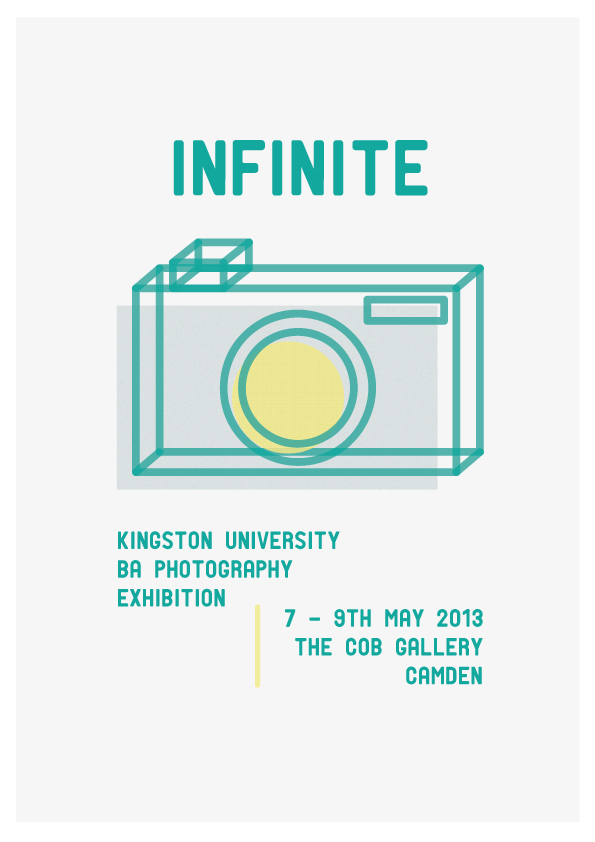 INFINITE
KINGSTON UNIVERSITY
BA PHOTOGRAPHY
EXHIBITION
7 – 9TH MAY 2013
THE COB GALLERY
CAMDEN